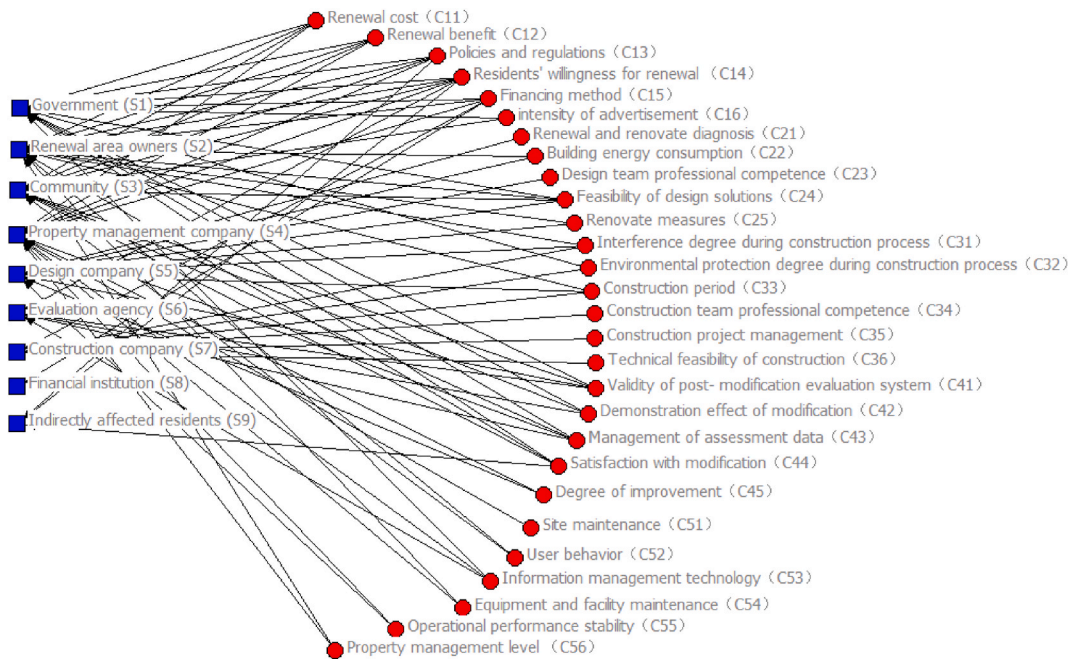 Renewal cost（C11）
Renewal benefit（C12）
Policies and regulations（C13）
Residents' willingness for renewal （C14）
Financing method（C15）
intensity of advertisement（C16）
Renewal and renovate diagnosis（C21）
Building energy consumption（C22）
Design team professional competence（C23）
Feasibility of design solutions（C24）
Renovate measures（C25）
Interference degree during construction process（C31）
Environmental protection degree during construction process（C32）
Construction period（C33）
Construction team professional competence（C34）
Construction project management（C35）
Technical feasibility of construction（C36）
Validity of post- modification evaluation system（C41）
Demonstration effect of modification（C42）
Management of assessment data（C43）
Satisfaction with modification（C44）
Degree of improvement（C45）
Site maintenance（C51）
User behavior（C52）
Information management technology（C53）
Equipment and facility maintenance（C54）
Operational performance stability（C55）
Property management level（C56）
Government (S1)
Renewal area owners (S2)
Community (S3)
Property management company (S4)
Design company (S5)
Evaluation agency (S6)
Construction company (S7)
Financial institution (S8)
Indirectly affected residents (S9)